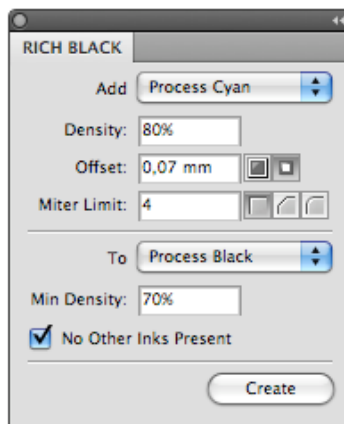 RICH BLACK
Add Process Cyan
Density: 80%
Offset: 0,07 mm
Miter Limit: 4
To Process Black
Min Density: 70%
No Other Inks Present
Create